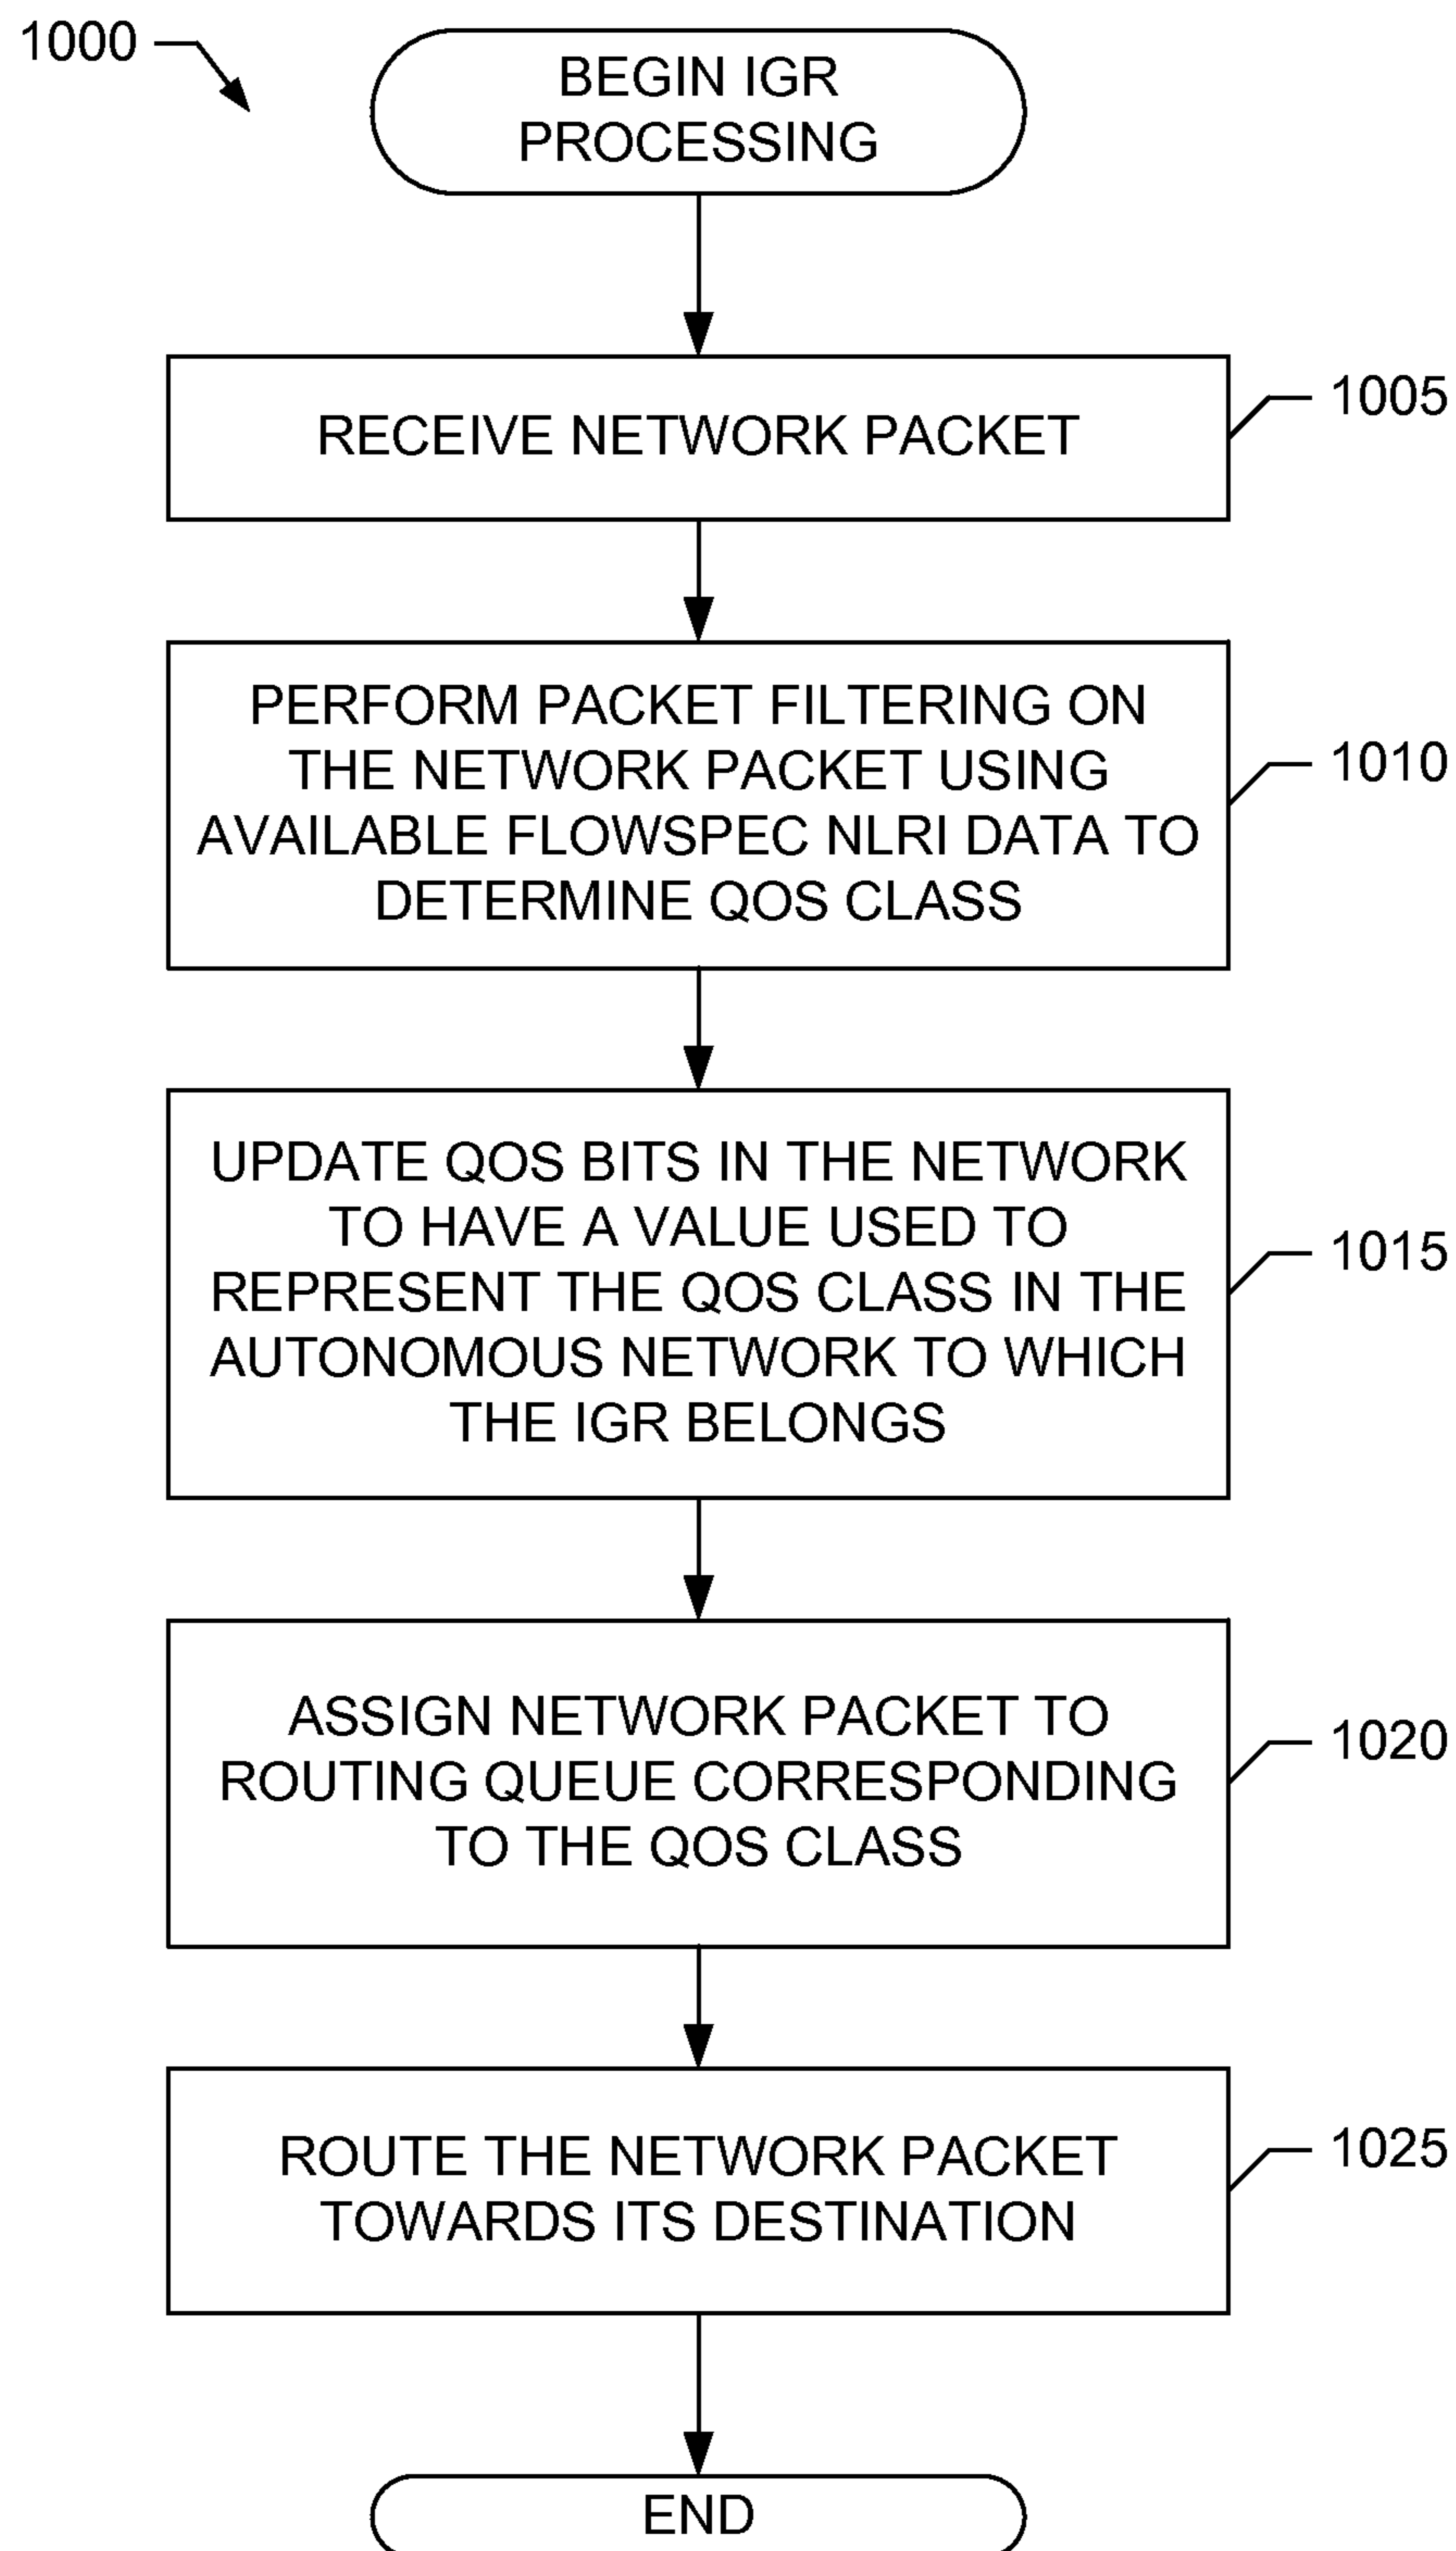 1000
BEGIN IGR
PROCESSING
RECEIVE NETWORK PACKET
1005
PERFORM PACKET FILTERING ON
THE NETWORK PACKET USING
AVAILABLE FLOWSPEC NLRI DATA TO
DETERMINE QOS CLASS
1010
UPDATE QOS BITS IN THE NETWORK
TO HAVE A VALUE USED TO
REPRESENT THE QOS CLASS IN THE
AUTONOMOUS NETWORK TO WHICH
THE IGR BELONGS
1015
ASSIGN NETWORK PACKET TO
ROUTING QUEUE CORRESPONDING
TO THE QOS CLASS
1020
ROUTE THE NETWORK PACKET
TOWARDS ITS DESTINATION
1025
END